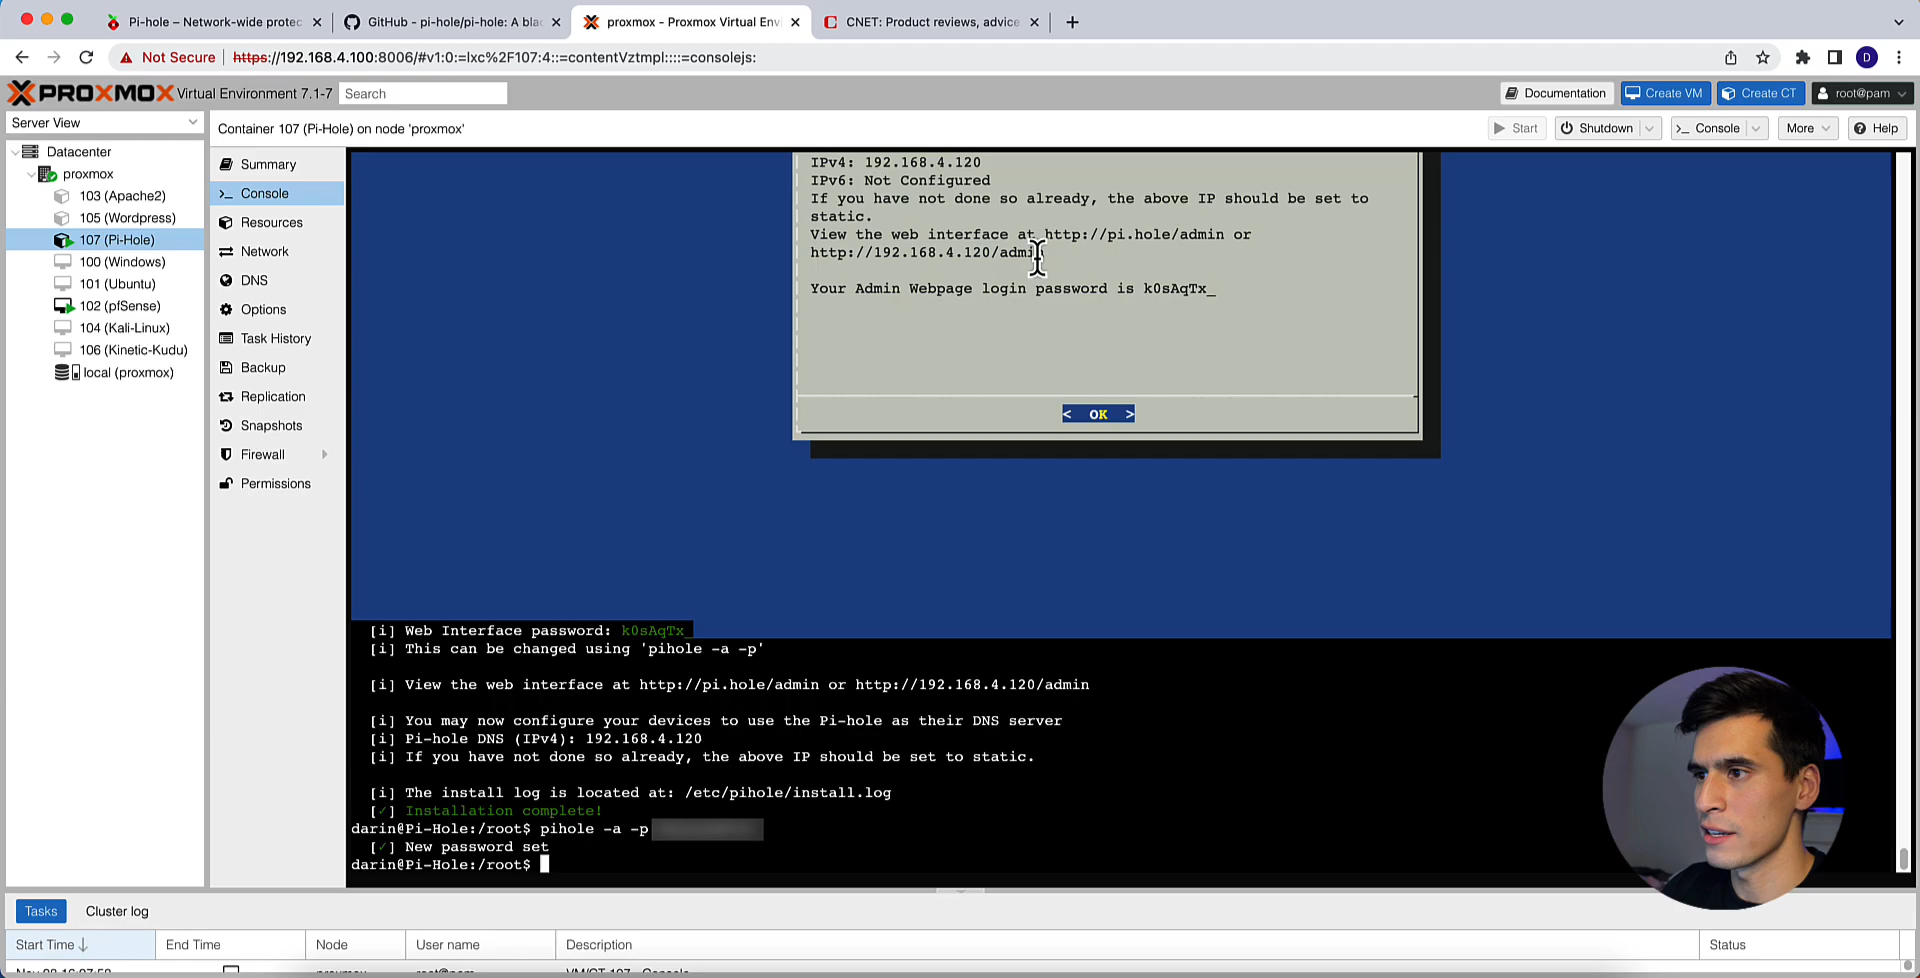 Pi-hole – Network-wide protec
GitHub - pi-hole/pi-hole: A bla
proxmox - Proxmox Virtual Envi
CNET: Product reviews, advice
Not Secure
https://192.168.4.100:8006/#v1:0:=lxc%2F107:4::=contentVztmpl::::=consolejs:
D
PROXMOX Virtual Environment 7.1-7
Search
Documentation
Create VM
Create CT
root@pam
Server View
Container 107 (Pi-Hole) on node 'proxmox'
Start
Shutdown
Console
More
Help
Datacenter
proxmox
103 (Apache2)
105 (Wordpress)
107 (Pi-Hole)
100 (Windows)
101 (Ubuntu)
102 (pfSense)
104 (Kali-Linux)
106 (Kinetic-Kudu)
local (proxmox)
Summary
Console
Resources
Network
DNS
Options
Task History
Backup
Replication
Snapshots
Firewall
Permissions
IPv4: 192.168.4.120
IPv6: Not Configured
If you have not done so already, the above IP should be set to
static.
View the web interface at http://pi.hole/admin or
http://192.168.4.120/admin
Your Admin Webpage login password is k0sAqTx_
< OK >
[i] Web Interface password: k0sAqTx_
[i] This can be changed using 'pihole -a -p'
[i] View the web interface at http://pi.hole/admin or http://192.168.4.120/admin
[i] You may now configure your devices to use the Pi-hole as their DNS server
[i] Pi-hole DNS (IPv4): 192.168.4.120
[i] If you have not done so already, the above IP should be set to static.
[i] The install log is located at: /etc/pihole/install.log
[✓] Installation complete!
darin@Pi-Hole:/root$ pihole -a -p
[✓] New password set
darin@Pi-Hole:/root$
Tasks
Cluster log
Start Time
End Time
Node
User name
Description
Status